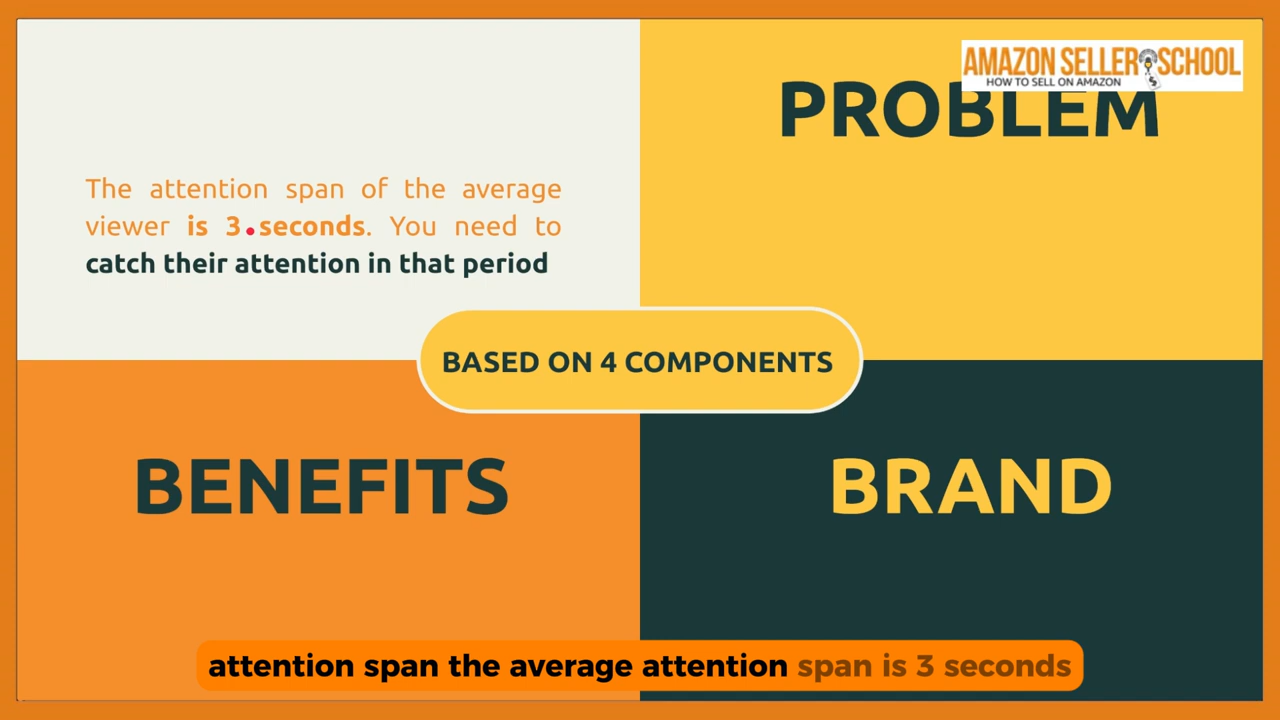 AMAZON SELLER SCHOOL
HOW TO SELL ON AMAZON
PROBLEM
The attention span of the average
viewer is 3 seconds. You need to
catch their attention in that period
BASED ON 4 COMPONENTS
BENEFITS
BRAND
attention span the average attention span is 3 seconds